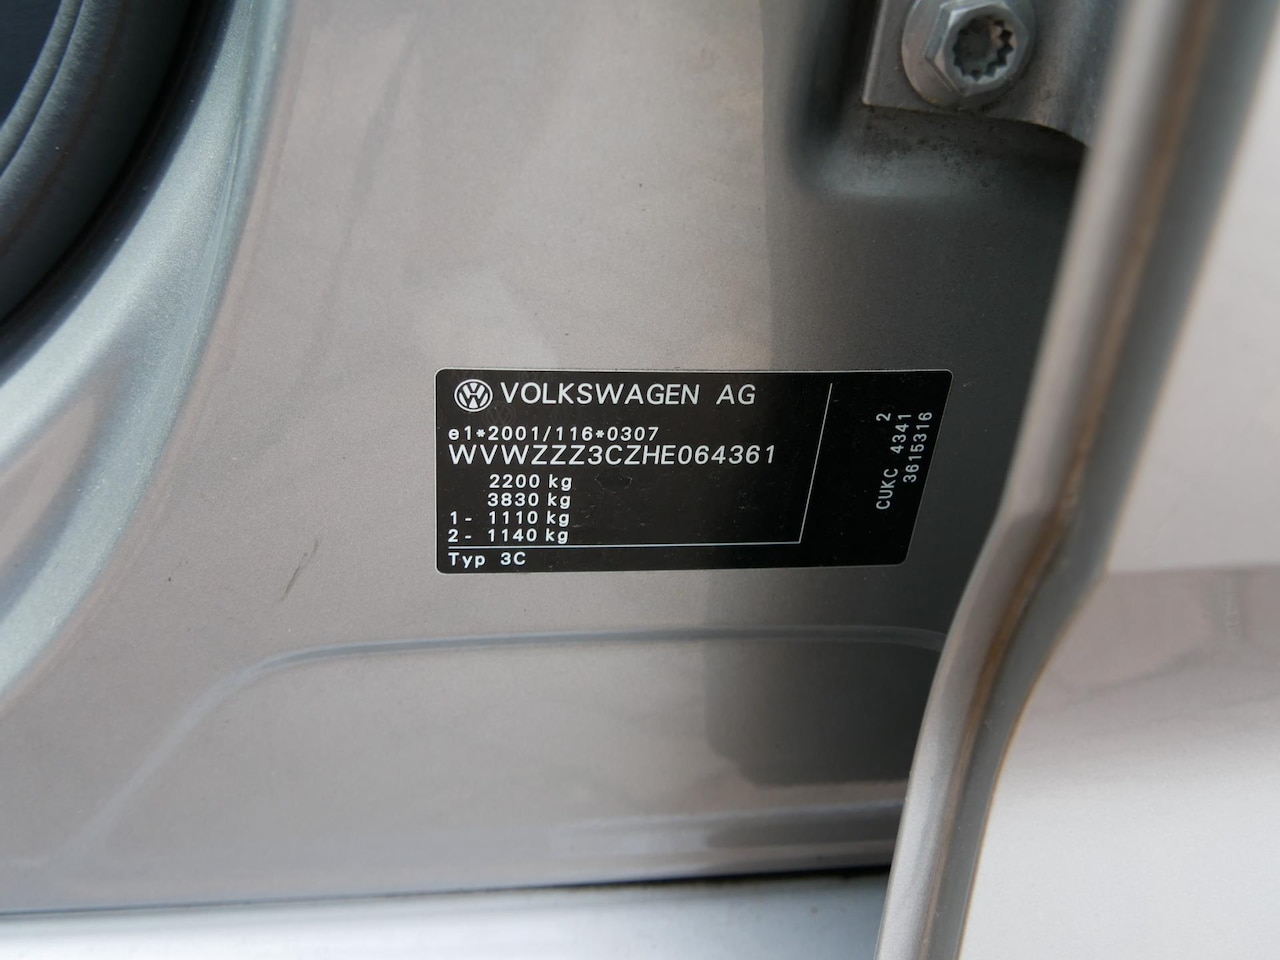 VOLKSWAGEN AG
e1*2001/116*0307
WVWZZZ3CZHE064361
2200 kg
3830 kg
1- 1110 kg
2- 1140 kg
Typ 3C
2
CUKC 4341
3615316